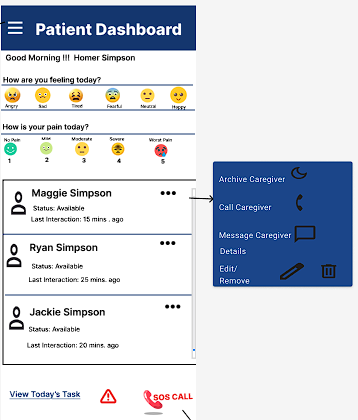 Patient Dashboard
Good Morning !!! Homer Simpson
How are you feeling today?
Angry Sad Tired Fearful Neutral Happy
How is your pain today?
No Pain Mild Moderate Severe Worst Pain
1 2 3 4 5
Maggie Simpson
Status: Available
Last Interaction: 15 mins . ago
Ryan Simpson
Status: Available
Last Interaction: 25 mins. ago
Jackie Simpson
Status: Available
Last Interaction: 20 mins. ago
View Today's Task
SOS CALL
Archive Caregiver
Call Caregiver
Message Caregiver
Details
Edit/
Remove